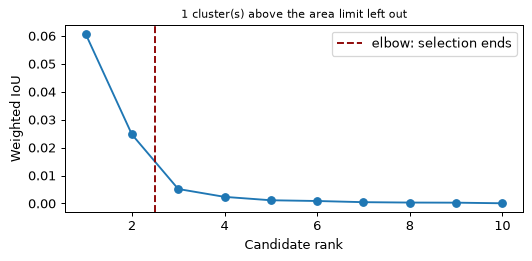 1 cluster(s) above the area limit left out
elbow: selection ends
Weighted IoU
0.06
0.05
0.04
0.03
0.02
0.01
0.00
2 4 6 8 10
Candidate rank